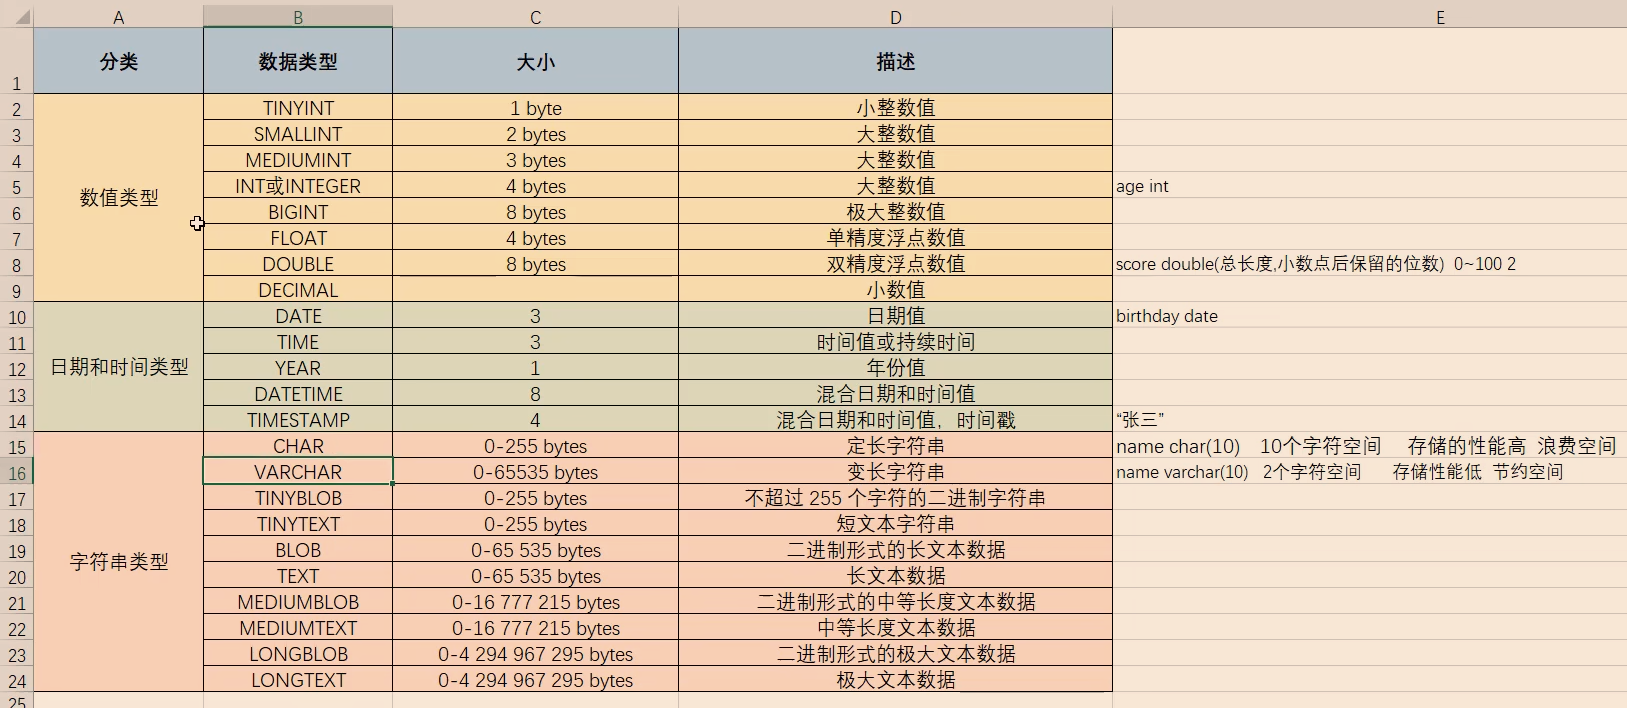 A B C D E
1 分类 数据类型 大小 描述
数值类型
2 TINYINT 1 byte 小整数值
3 SMALLINT 2 bytes 大整数值
4 MEDIUMINT 3 bytes 大整数值
5 INT或INTEGER 4 bytes 大整数值 age int
6 BIGINT 8 bytes 极大整数值
7 FLOAT 4 bytes 单精度浮点数值
8 DOUBLE 8 bytes 双精度浮点数值 score double(总长度,小数点后保留的位数) 0~100 2
9 DECIMAL 小数值
日期和时间类型
10 DATE 3 日期值 birthday date
11 TIME 3 时间值或持续时间
12 YEAR 1 年份值
13 DATETIME 8 混合日期和时间值
14 TIMESTAMP 4 混合日期和时间值，时间戳 “张三”
字符串类型
15 CHAR 0-255 bytes 定长字符串 name char(10) 10个字符空间 存储的性能高 浪费空间
16 VARCHAR 0-65535 bytes 变长字符串 name varchar(10) 2个字符空间 存储性能低 节约空间
17 TINYBLOB 0-255 bytes 不超过 255 个字符的二进制字符串
18 TINYTEXT 0-255 bytes 短文本字符串
19 BLOB 0-65 535 bytes 二进制形式的长文本数据
20 TEXT 0-65 535 bytes 长文本数据
21 MEDIUMBLOB 0-16 777 215 bytes 二进制形式的中等长度文本数据
22 MEDIUMTEXT 0-16 777 215 bytes 中等长度文本数据
23 LONGBLOB 0-4 294 967 295 bytes 二进制形式的极大文本数据
24 LONGTEXT 0-4 294 967 295 bytes 极大文本数据
25